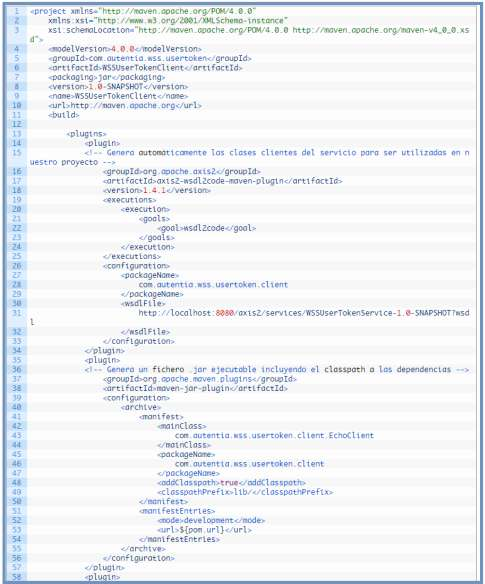 1 <project xmlns="http://maven.apache.org/POM/4.0.0"
2 xmlns:xsi="http://www.w3.org/2001/XMLSchema-instance"
3 xsi:schemaLocation="http://maven.apache.org/POM/4.0.0 http://maven.apache.org/maven-v4_0_0.xs
d">
4 <modelVersion>4.0.0</modelVersion>
5 <groupId>com.autentia.wss.usertoken</groupId>
6 <artifactId>WSSUserTokenClient</artifactId>
7 <packaging>jar</packaging>
8 <version>1.0-SNAPSHOT</version>
9 <name>WSSUserTokenClient</name>
10 <url>http://maven.apache.org</url>
11 <build>
12
13 <plugins>
14 <plugin>
15 <!-- Genera automáticamente las clases clientes del servicio para ser utilizadas en n
uestro proyecto -->
16 <groupId>org.apache.axis2</groupId>
17 <artifactId>axis2-wsdl2code-maven-plugin</artifactId>
18 <version>1.4.1</version>
19 <executions>
20 <execution>
21 <goals>
22 <goal>wsdl2code</goal>
23 </goals>
24 </execution>
25 </executions>
26 <configuration>
27 <packageName>
28 com.autentia.wss.usertoken.client
29 </packageName>
30 <wsdlFile>
31 http://localhost:8080/axis2/services/WSSUserTokenService-1.0-SNAPSHOT?wsd
l
32 </wsdlFile>
33 </configuration>
34 </plugin>
35 <plugin>
36 <!-- Genera un fichero .jar ejecutable incluyendo el classpath a las dependencias -->
37 <groupId>org.apache.maven.plugins</groupId>
38 <artifactId>maven-jar-plugin</artifactId>
39 <configuration>
40 <archive>
41 <manifest>
42 <mainClass>
43 com.autentia.wss.usertoken.client.EchoClient
44 </mainClass>
45 <packageName>
46 com.autentia.wss.usertoken.client
47 </packageName>
48 <addClasspath>true</addClasspath>
49 <classpathPrefix>lib/</classpathPrefix>
50 </manifest>
51 <manifestEntries>
52 <mode>development</mode>
53 <url>${pom.url}</url>
54 </manifestEntries>
55 </archive>
56 </configuration>
57 </plugin>
58 <plugin>